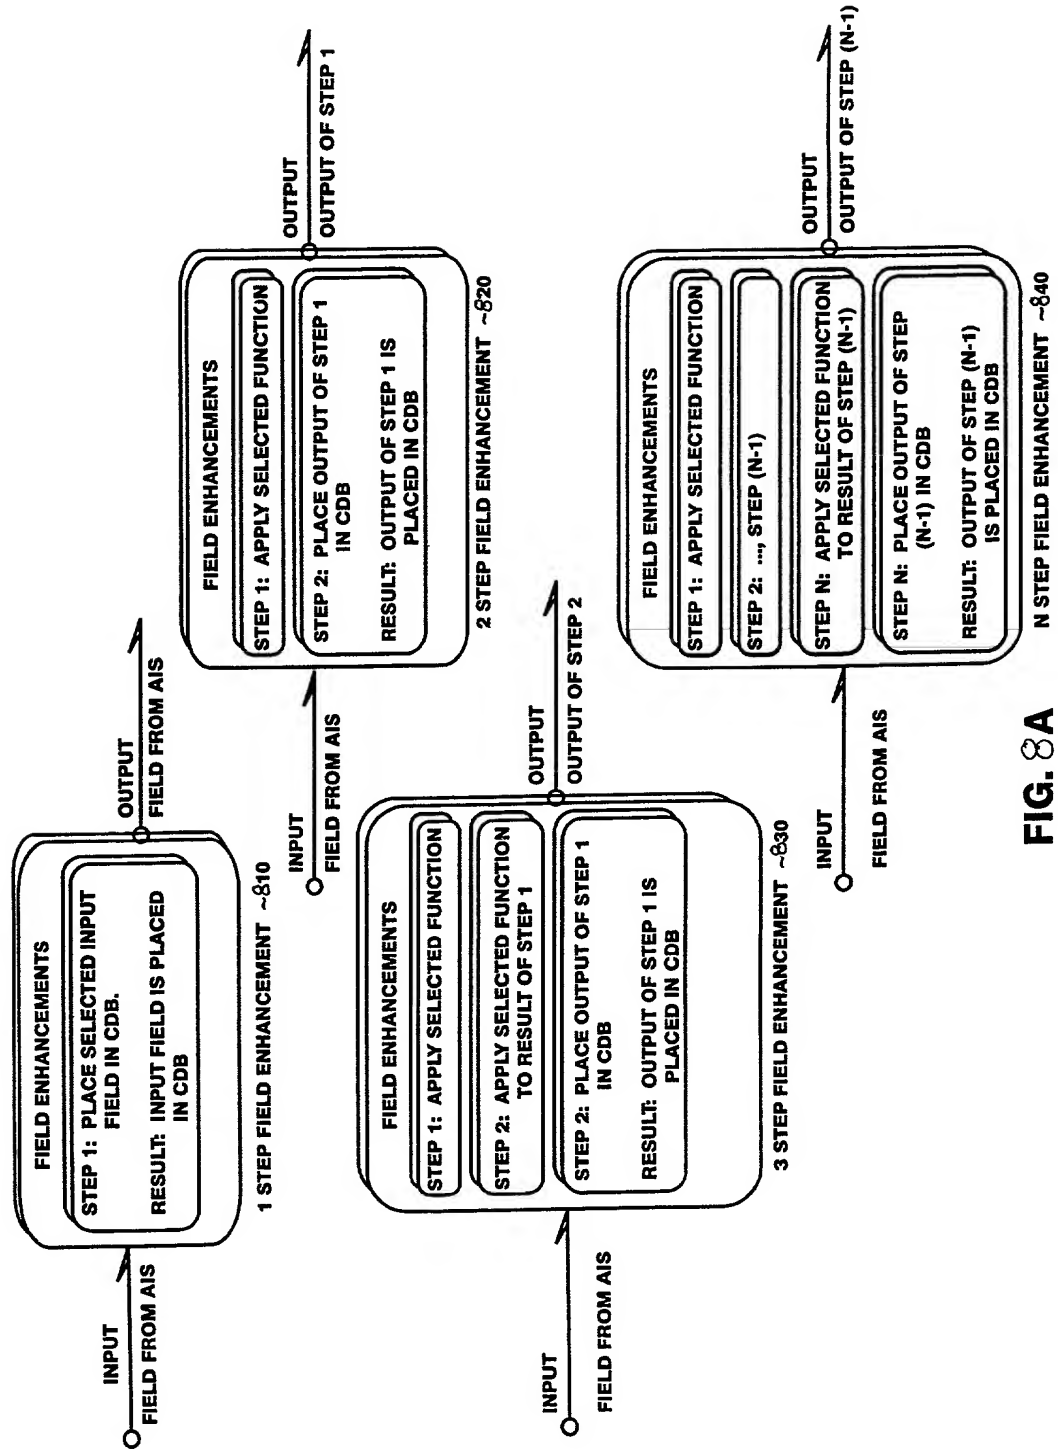 INPUT
FIELD FROM AIS
FIELD ENHANCEMENTS
STEP 1: PLACE SELECTED INPUT
FIELD IN CDB.
RESULT: INPUT FIELD IS PLACED
IN CDB
OUTPUT
FIELD FROM AIS
1 STEP FIELD ENHANCEMENT ~810
INPUT
FIELD FROM AIS
FIELD ENHANCEMENTS
STEP 1: APPLY SELECTED FUNCTION
STEP 2: PLACE OUTPUT OF STEP 1
IN CDB
RESULT: OUTPUT OF STEP 1 IS
PLACED IN CDB
OUTPUT
OUTPUT OF STEP 1
2 STEP FIELD ENHANCEMENT ~820
INPUT
FIELD FROM AIS
FIELD ENHANCEMENTS
STEP 1: APPLY SELECTED FUNCTION
STEP 2: APPLY SELECTED FUNCTION
TO RESULT OF STEP 1
STEP 2: PLACE OUTPUT OF STEP 1
IN CDB
RESULT: OUTPUT OF STEP 1 IS
PLACED IN CDB
OUTPUT
OUTPUT OF STEP 2
3 STEP FIELD ENHANCEMENT ~830
INPUT
FIELD FROM AIS
FIELD ENHANCEMENTS
STEP 1: APPLY SELECTED FUNCTION
STEP 2: ..., STEP (N-1)
STEP N: APPLY SELECTED FUNCTION
TO RESULT OF STEP (N-1)
STEP N: PLACE OUTPUT OF STEP
(N-1) IN CDB
RESULT: OUTPUT OF STEP (N-1)
IS PLACED IN CDB
OUTPUT
OUTPUT OF STEP (N-1)
N STEP FIELD ENHANCEMENT ~840
FIG. 8A